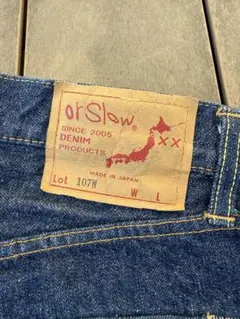 orSlow®
SINCE 2005
DENIM
PRODUCTS
XX
MADE IN JAPAN
Lot 107W W L